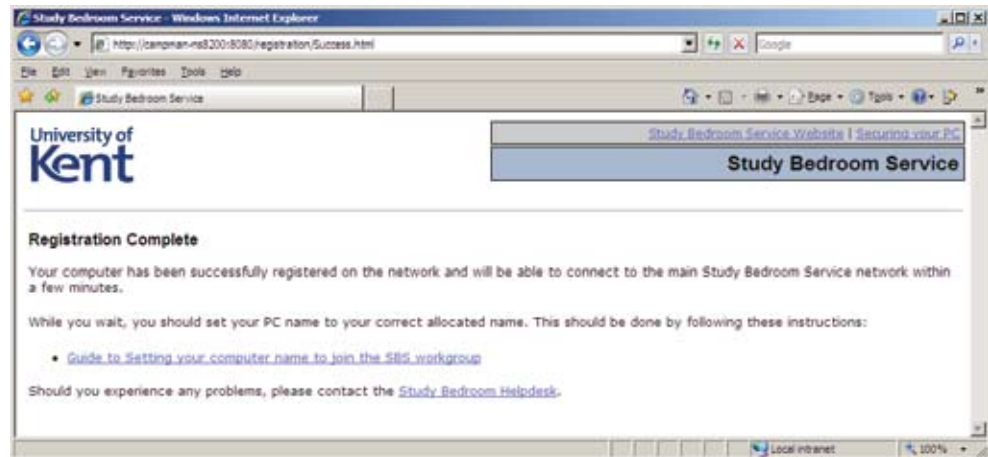 Study Bedroom Service - Windows Internet Explorer
http://campman-ns8200:8080/registration/Success.html
Google
File Edit View Favorites Tools Help
Study Bedroom Service
Page Tools
University of
Kent
Study Bedroom Service Website | Securing your PC
Study Bedroom Service
Registration Complete
Your computer has been successfully registered on the network and will be able to connect to the main Study Bedroom Service network within
a few minutes.
While you wait, you should set your PC name to your correct allocated name. This should be done by following these instructions:
• Guide to Setting your computer name to join the SBS workgroup
Should you experience any problems, please contact the Study Bedroom Helpdesk.
Local intranet
100%